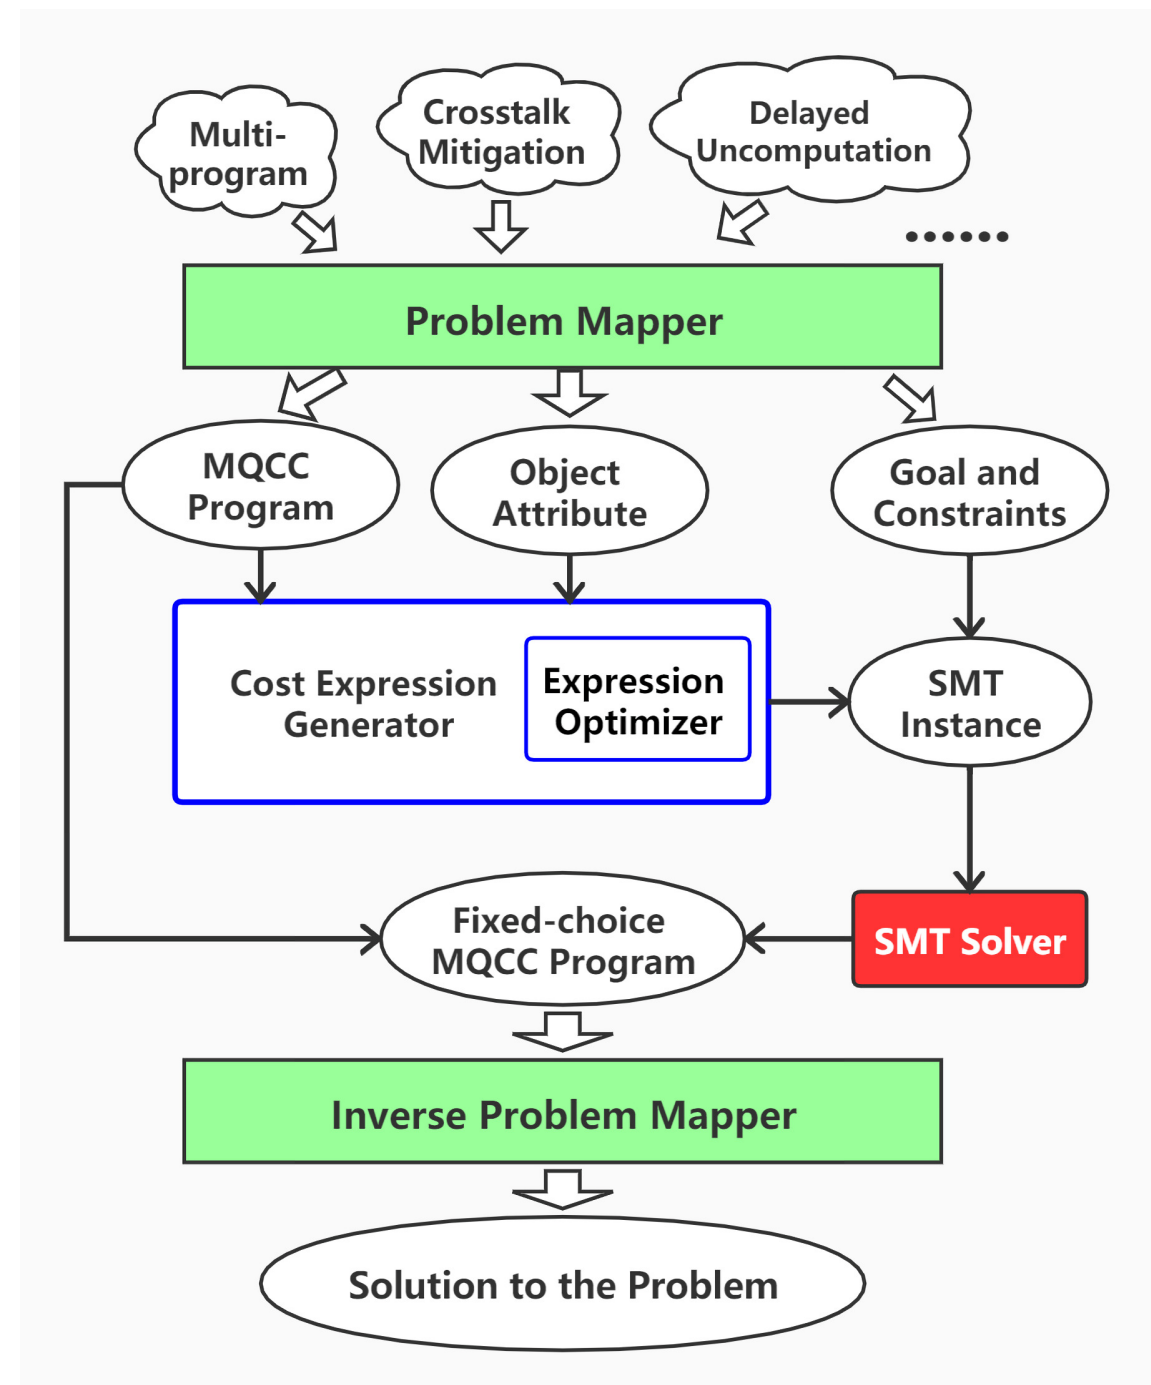 Multi-
program
Crosstalk
Mitigation
Delayed
Uncomputation
......
Problem Mapper
MQCC
Program
Object
Attribute
Goal and
Constraints
Cost Expression
Generator
Expression
Optimizer
SMT
Instance
Fixed-choice
MQCC Program
SMT Solver
Inverse Problem Mapper
Solution to the Problem